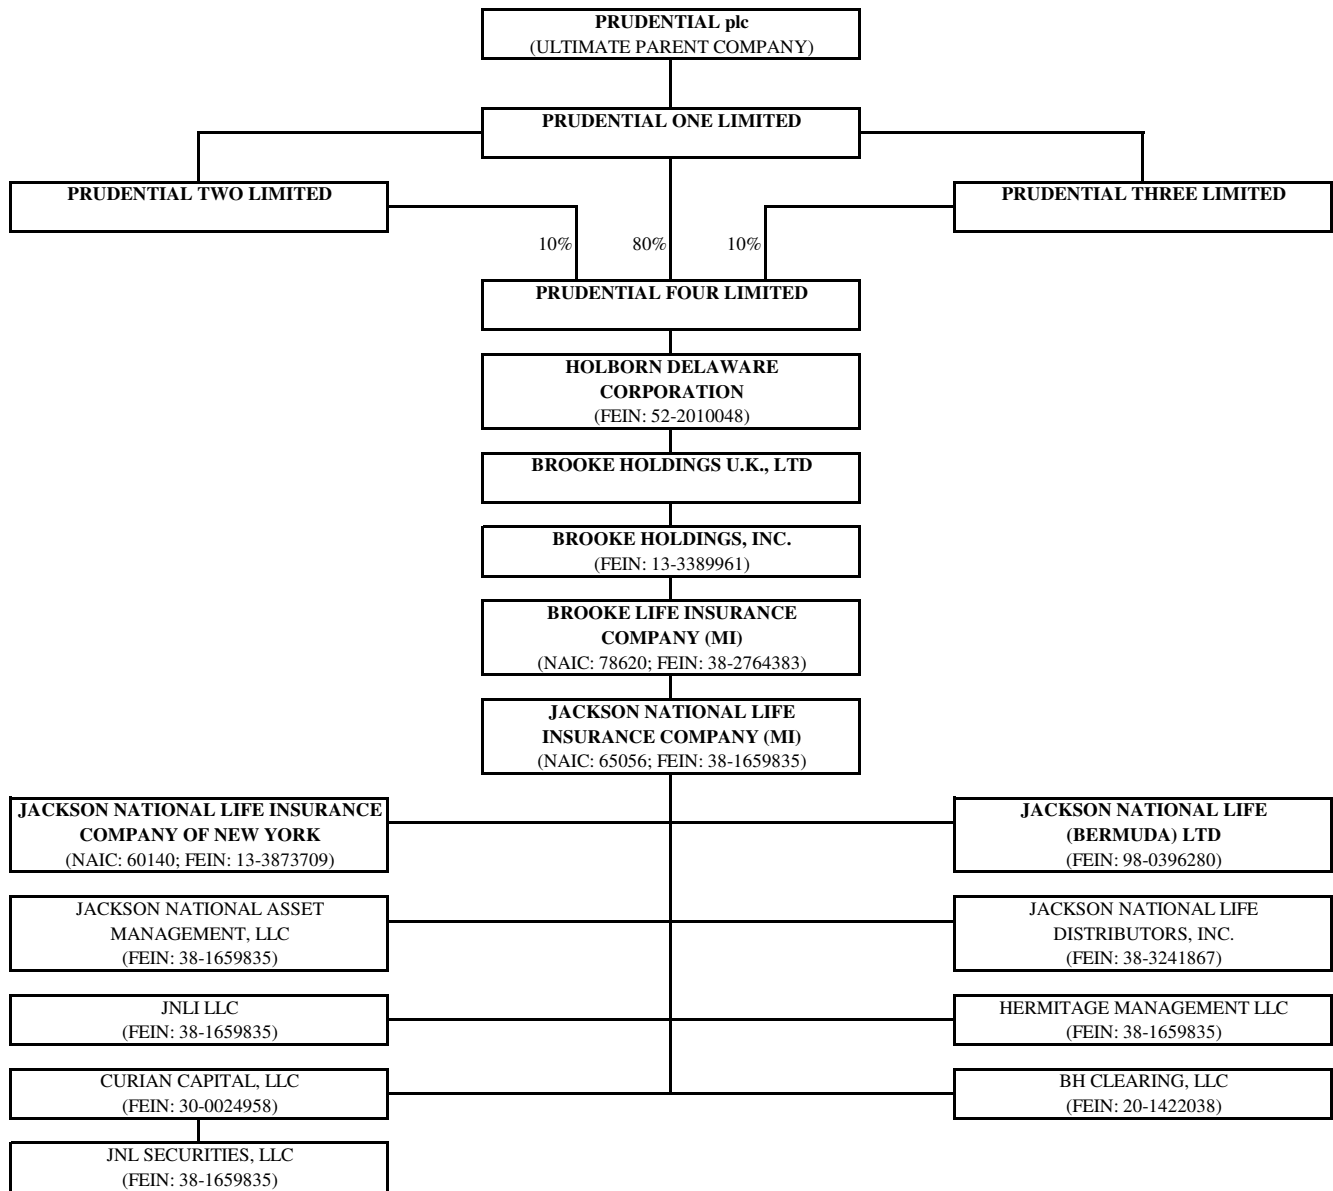 PRUDENTIAL plc
(ULTIMATE PARENT COMPANY)
PRUDENTIAL ONE LIMITED
PRUDENTIAL TWO LIMITED
PRUDENTIAL THREE LIMITED
10%
80%
10%
PRUDENTIAL FOUR LIMITED
HOLBORN DELAWARE
CORPORATION
(FEIN: 52-2010048)
BROOKE HOLDINGS U.K., LTD
BROOKE HOLDINGS, INC.
(FEIN: 13-3389961)
BROOKE LIFE INSURANCE
COMPANY (MI)
(NAIC: 78620; FEIN: 38-2764383)
JACKSON NATIONAL LIFE
INSURANCE COMPANY (MI)
(NAIC: 65056; FEIN: 38-1659835)
JACKSON NATIONAL LIFE INSURANCE
COMPANY OF NEW YORK
(NAIC: 60140; FEIN: 13-3873709)
JACKSON NATIONAL LIFE
(BERMUDA) LTD
(FEIN: 98-0396280)
JACKSON NATIONAL ASSET
MANAGEMENT, LLC
(FEIN: 38-1659835)
JACKSON NATIONAL LIFE
DISTRIBUTORS, INC.
(FEIN: 38-3241867)
JNLI LLC
(FEIN: 38-1659835)
HERMITAGE MANAGEMENT LLC
(FEIN: 38-1659835)
CURIAN CAPITAL, LLC
(FEIN: 30-0024958)
BH CLEARING, LLC
(FEIN: 20-1422038)
JNL SECURITIES, LLC
(FEIN: 38-1659835)